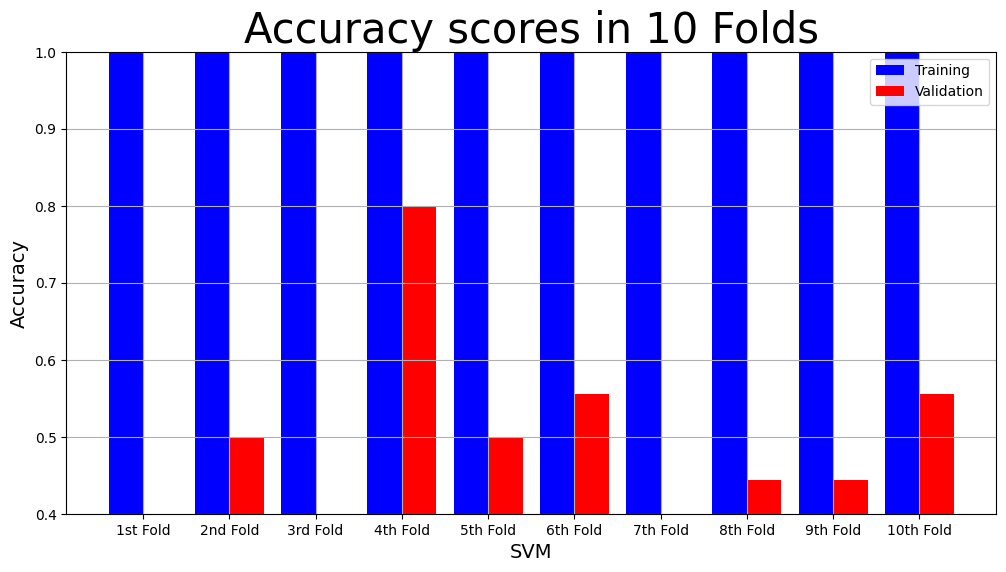 Accuracy scores in 10 Folds
1.0
0.9
0.8
0.7
0.6
0.5
0.4
Accuracy
Training
Validation
1st Fold 2nd Fold 3rd Fold 4th Fold 5th Fold 6th Fold 7th Fold 8th Fold 9th Fold 10th Fold
SVM